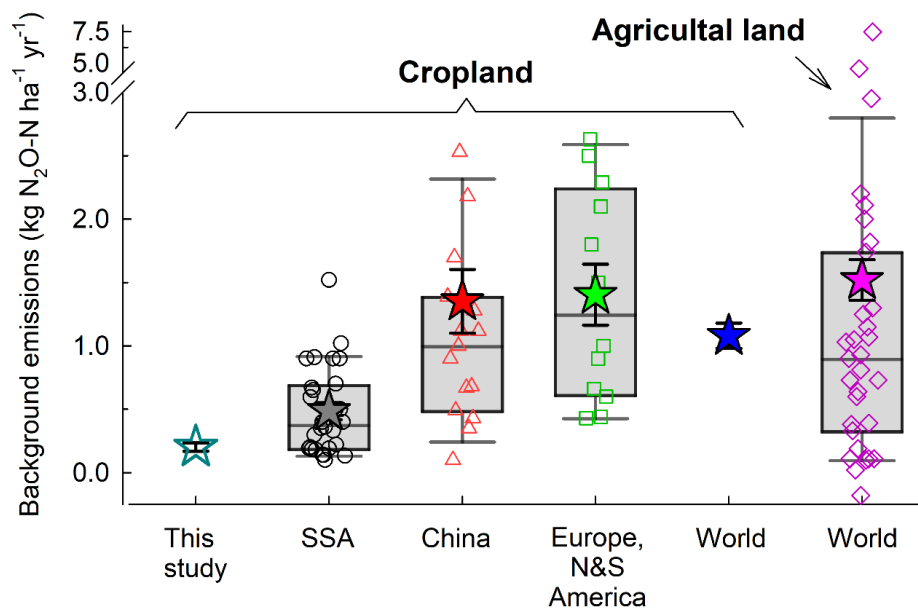 Agricultal land
Cropland
Background emissions (kg N₂O-N ha⁻¹ yr⁻¹)
7.5
5.0
3.0
2.0
1.0
0.0
This study
SSA
China
Europe, N&S America
World
World